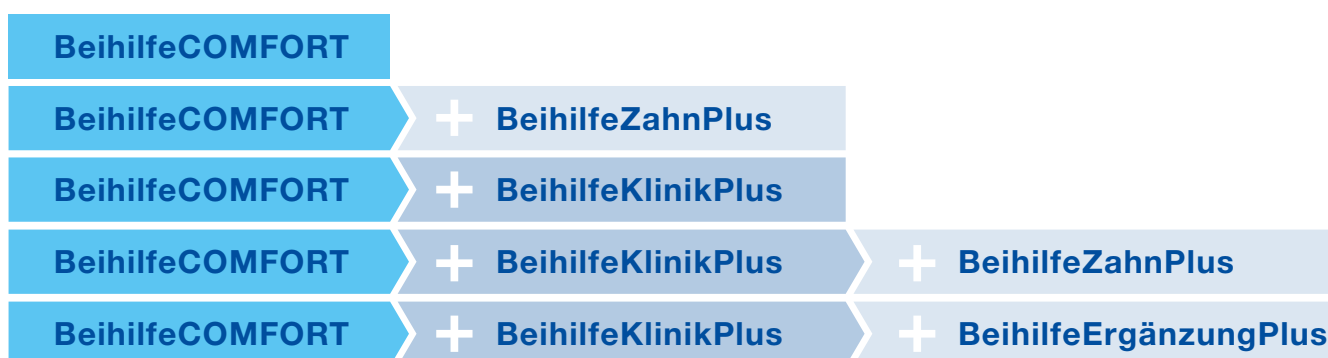 BeihilfeCOMFORT
BeihilfeCOMFORT + BeihilfeZahnPlus
BeihilfeCOMFORT + BeihilfeKlinikPlus
BeihilfeCOMFORT + BeihilfeKlinikPlus + BeihilfeZahnPlus
BeihilfeCOMFORT + BeihilfeKlinikPlus + BeihilfeErgänzungPlus